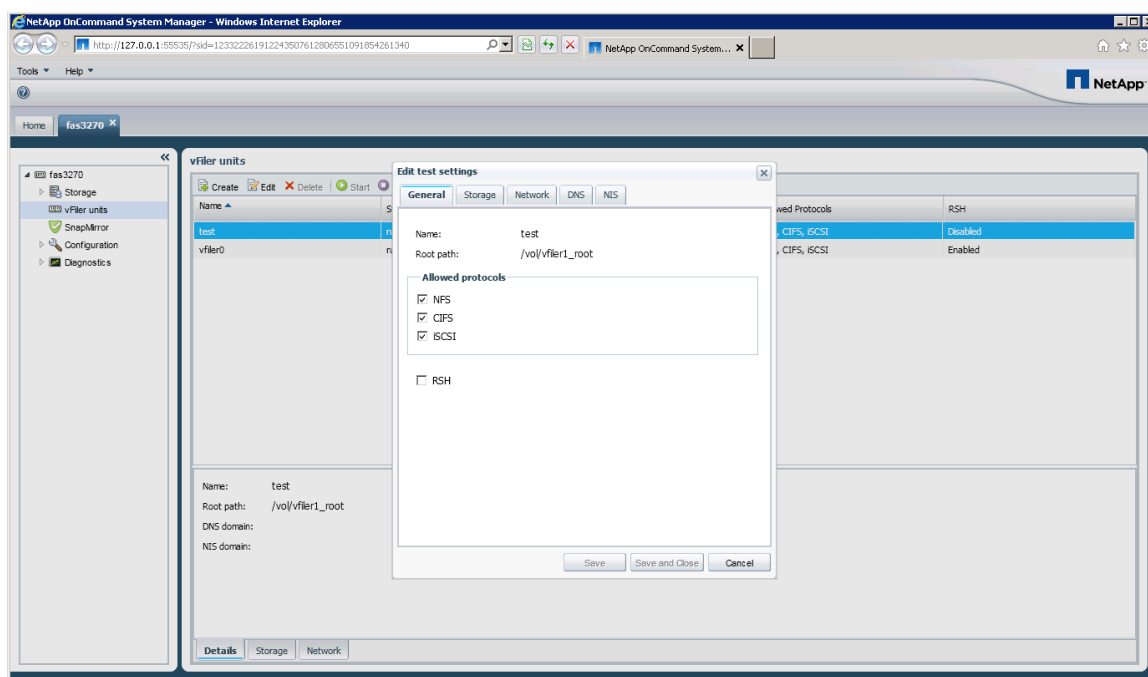 NetApp OnCommand System Manager - Windows Internet Explorer
http://127.0.0.1:55535/?sid=12332226191224350761280655109185426​1340
NetApp OnCommand System...
Tools Help
NetApp
Home fas3270
fas3270
Storage
vFiler units
SnapMirror
Configuration
Diagnostics
vFiler units
Create Edit Delete Start
Name
wed Protocols RSH
test
, CIFS, iSCSI Disabled
vfiler0
, CIFS, iSCSI Enabled
Edit test settings
General Storage Network DNS NIS
Name: test
Root path: /vol/vfiler1_root
Allowed protocols
NFS
CIFS
iSCSI
RSH
Save Save and Close Cancel
Name: test
Root path: /vol/vfiler1_root
DNS domain:
NIS domain:
Details Storage Network